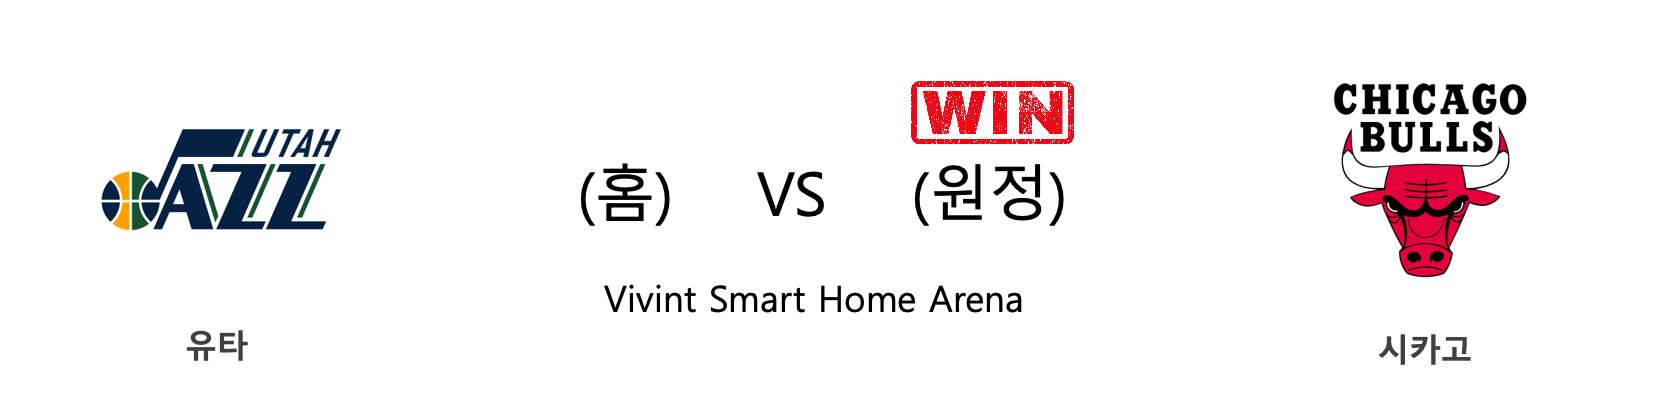 UTAH
JAZZ
WIN
(홈) VS (원정)
Vivint Smart Home Arena
유타
CHICAGO
BULLS
시카고